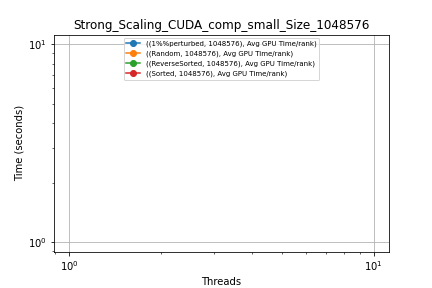 Strong_Scaling_CUDA_comp_small_Size_1048576
((1%%perturbed, 1048576), Avg GPU Time/rank)
((Random, 1048576), Avg GPU Time/rank)
((ReverseSorted, 1048576), Avg GPU Time/rank)
((Sorted, 1048576), Avg GPU Time/rank)
10¹
Time (seconds)
10⁰
10⁰ 10¹
Threads